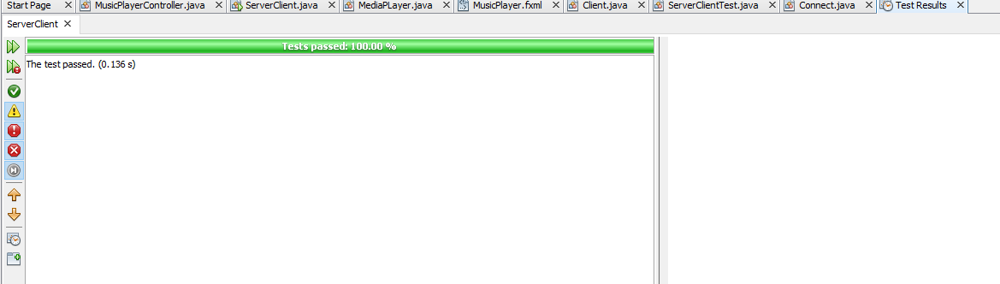 Start Page MusicPlayerController.java ServerClient.java MediaPLayer.java MusicPlayer.fxml Client.java ServerClientTest.java Connect.java Test Results
ServerClient
Tests passed: 100.00 %
The test passed. (0.136 s)